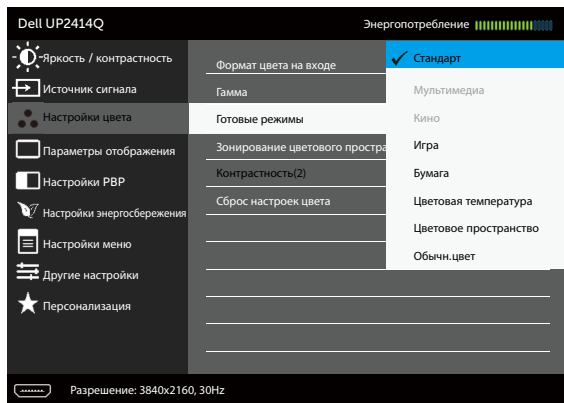 Dell UP2414Q
Энергопотребление
Яркость / контрастность
Источник сигнала
Настройки цвета
Параметры отображения
Настройки PBP
Настройки энергосбережения
Настройки меню
Другие настройки
Персонализация
Формат цвета на входе
Гамма
Готовые режимы
Зонирование цветового простра
Контрастность(2)
Сброс настроек цвета
Стандарт
Мультимедиа
Кино
Игра
Бумага
Цветовая температура
Цветовое пространство
Обычн.цвет
Разрешение: 3840x2160, 30Hz